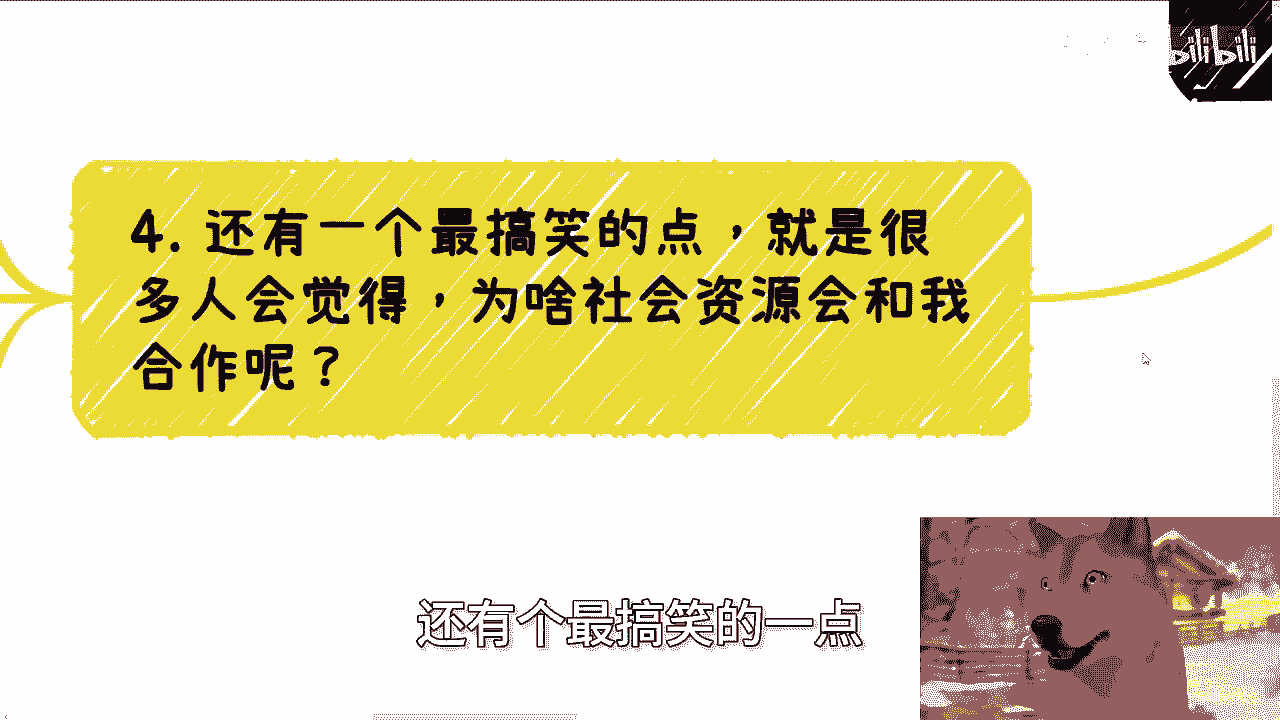 bilibili
4. 还有一个最搞笑的点，就是很
多人会觉得，为啥社会资源会和我
合作呢？
还有个最搞笑的一点